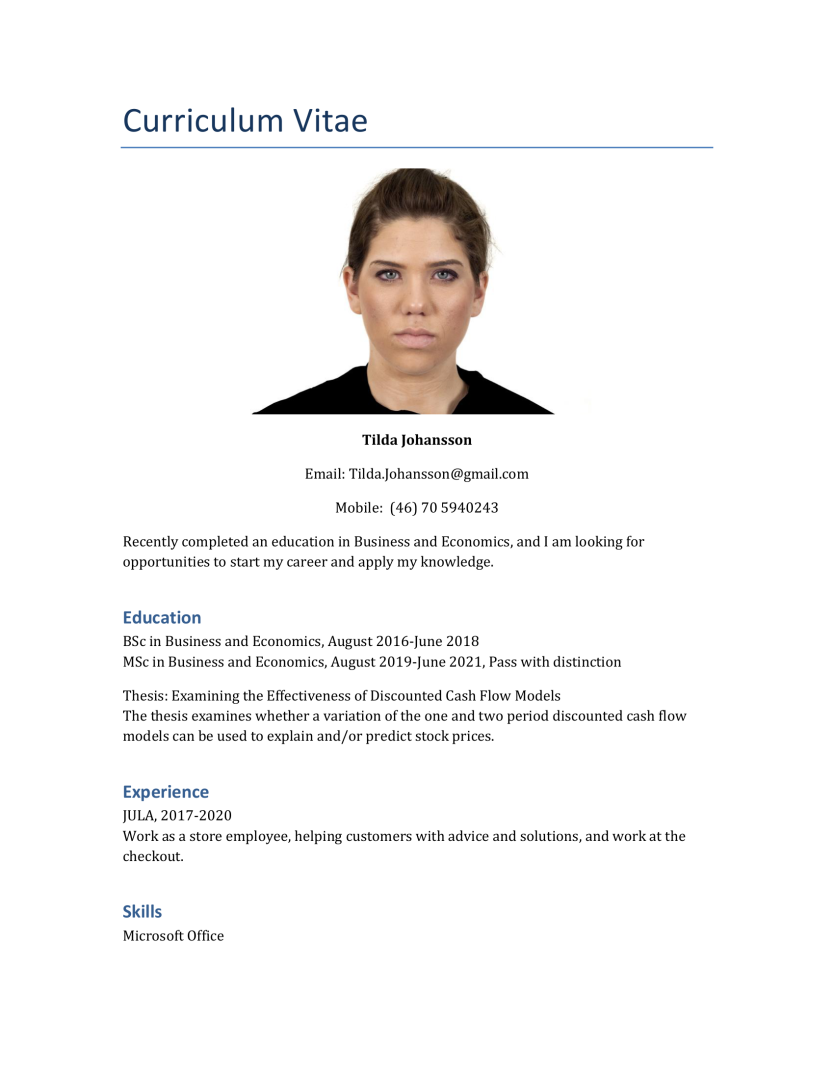 Curriculum Vitae
Tilda Johansson
Email: Tilda.Johansson@gmail.com
Mobile:  (46) 70 5940243
Recently completed an education in Business and Economics, and I am looking for
opportunities to start my career and apply my knowledge.
Education
BSc in Business and Economics, August 2016-June 2018
MSc in Business and Economics, August 2019-June 2021, Pass with distinction
Thesis: Examining the Effectiveness of Discounted Cash Flow Models
The thesis examines whether a variation of the one and two period discounted cash flow
models can be used to explain and/or predict stock prices.
Experience
JULA, 2017-2020
Work as a store employee, helping customers with advice and solutions, and work at the
checkout.
Skills
Microsoft Office